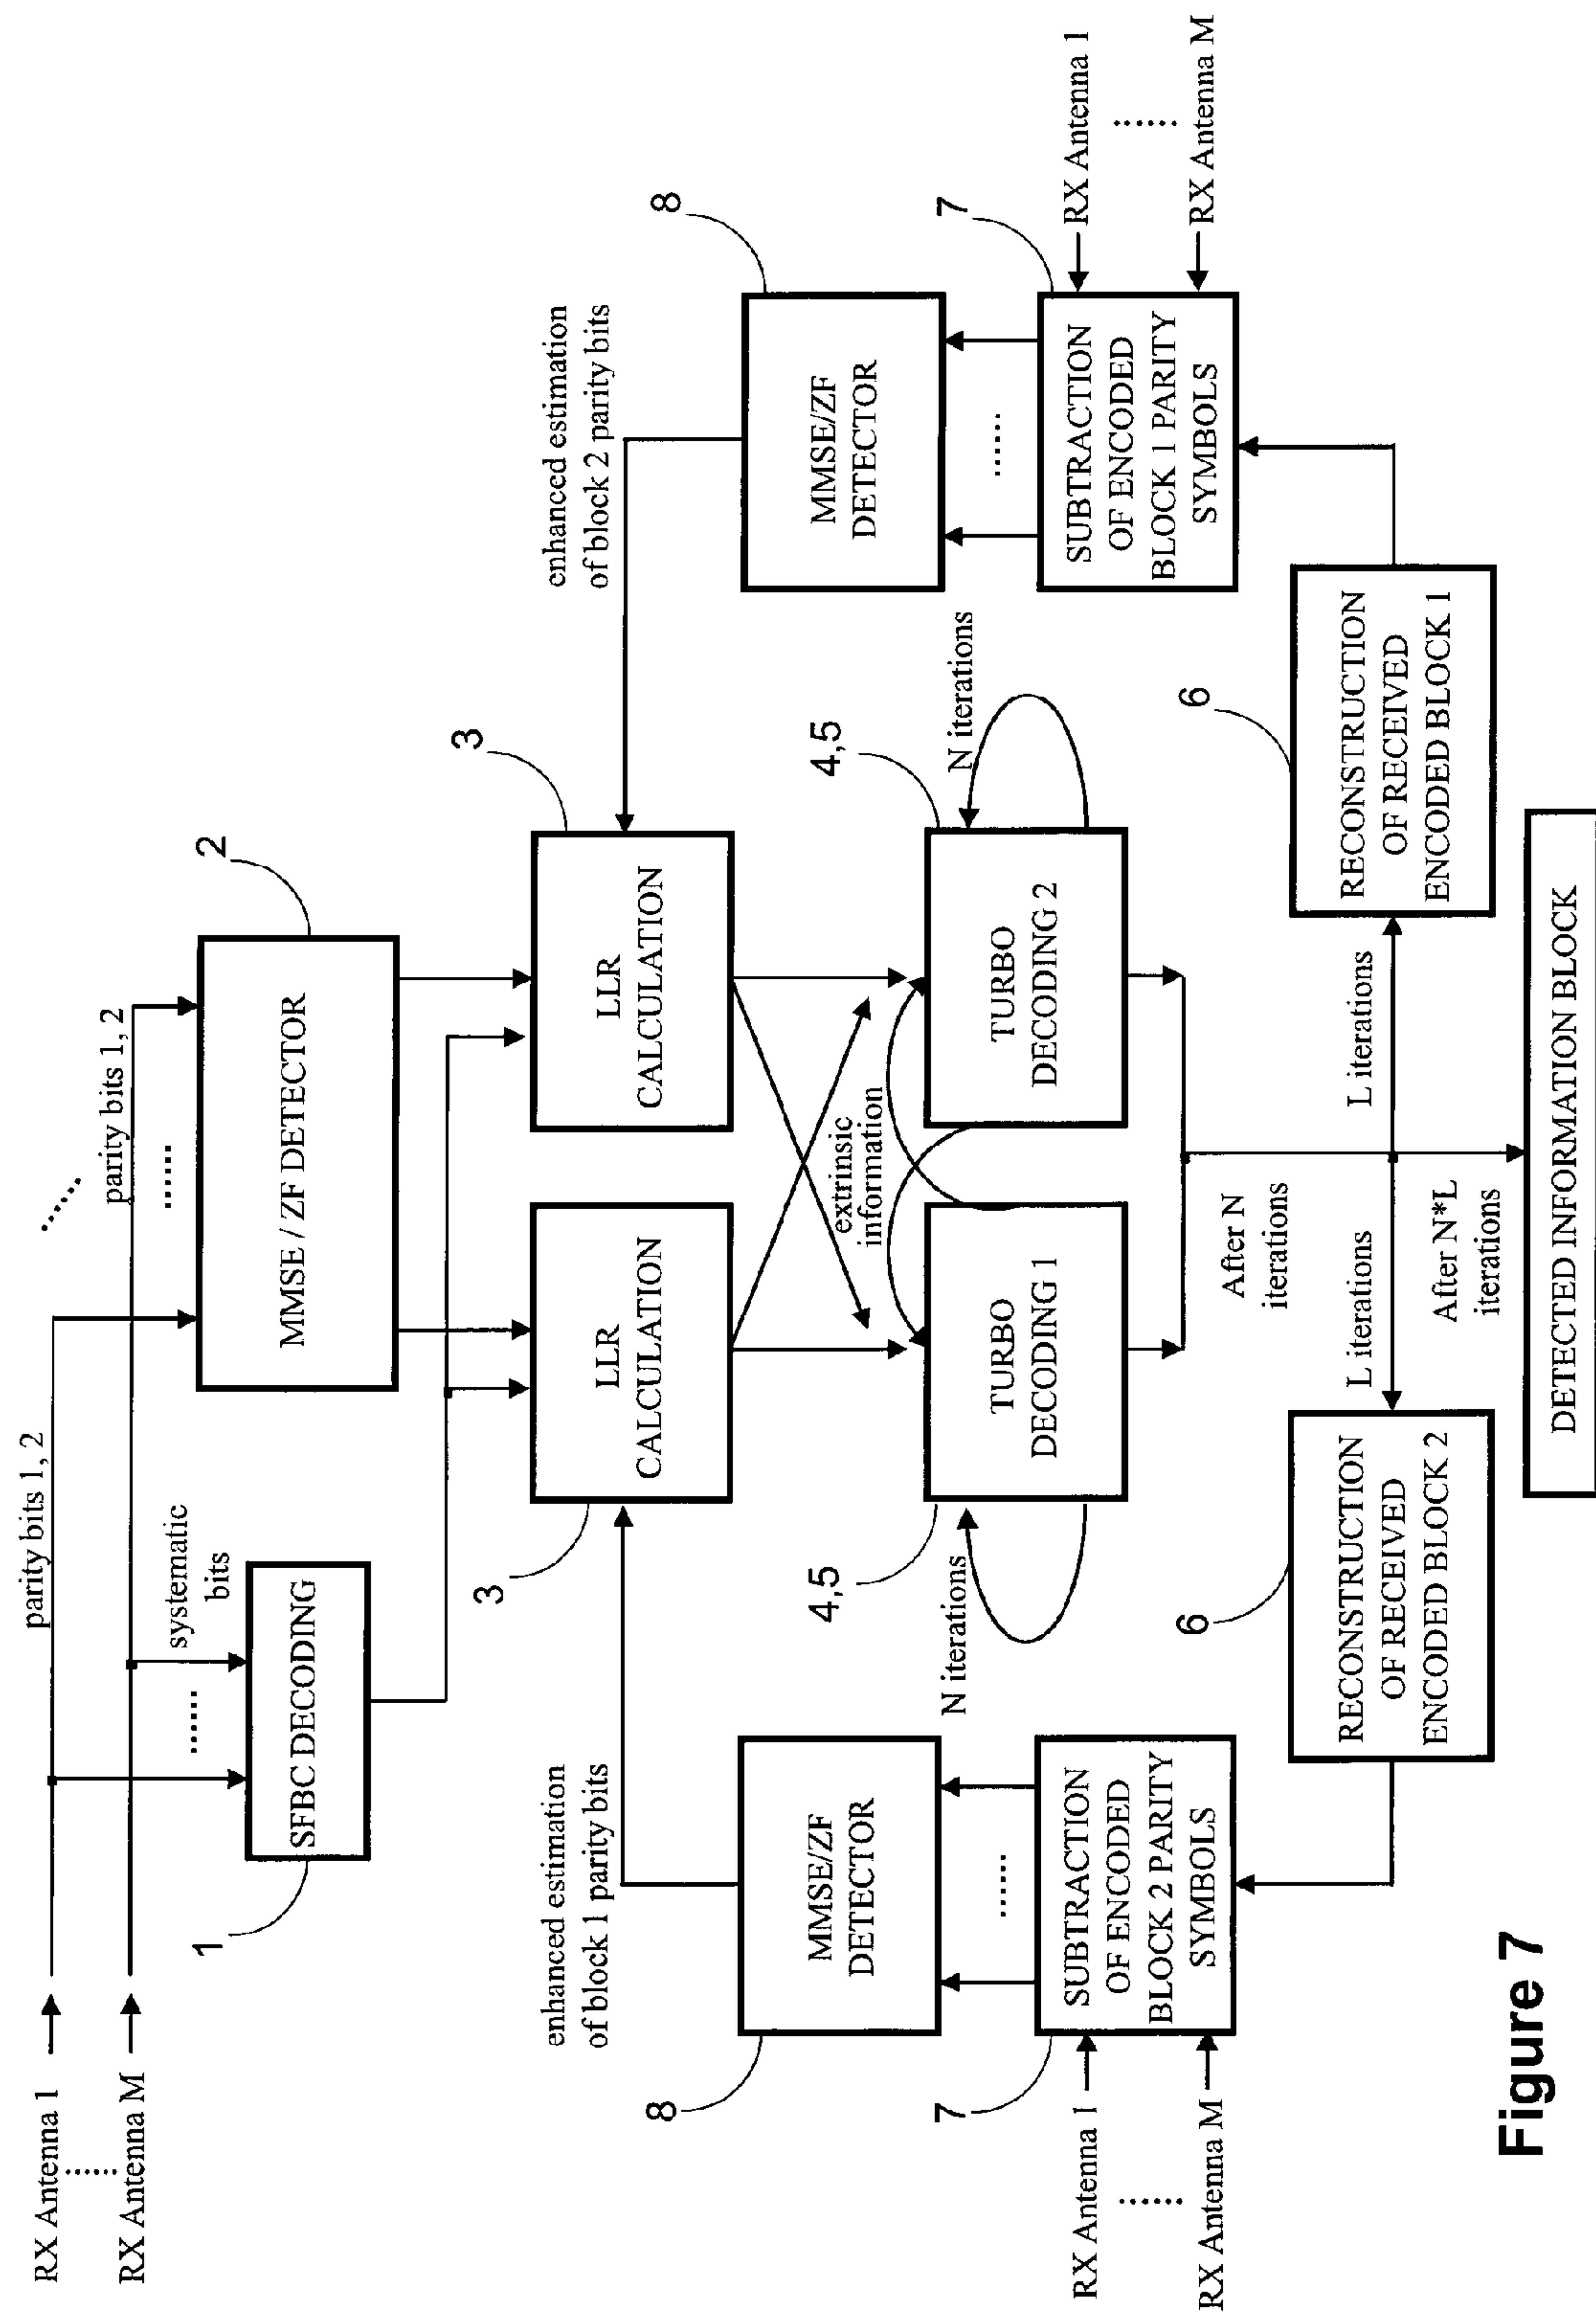 RX Antenna 1
RX Antenna M
parity bits 1, 2
parity bits 1, 2
systematic
bits
1
SFBC DECODING
2
MMSE / ZF DETECTOR
enhanced estimation
of block 1 parity bits
3
LLR
CALCULATION
3
LLR
CALCULATION
enhanced estimation
of block 2 parity bits
8
MMSE/ZF
DETECTOR
8
MMSE/ZF
DETECTOR
extrinsic
information
N iterations
4,5
TURBO
DECODING 1
4,5
TURBO
DECODING 2
N iterations
RX Antenna 1
RX Antenna M
7
SUBTRACTION
OF ENCODED
BLOCK 2 PARITY
SYMBOLS
7
SUBTRACTION
OF ENCODED
BLOCK 1 PARITY
SYMBOLS
RX Antenna 1
RX Antenna M
After N
iterations
6
RECONSTRUCTION
OF RECEIVED
ENCODED BLOCK 2
L iterations
L iterations
6
RECONSTRUCTION
OF RECEIVED
ENCODED BLOCK 1
After N*L
iterations
DETECTED INFORMATION BLOCK
Figure 7